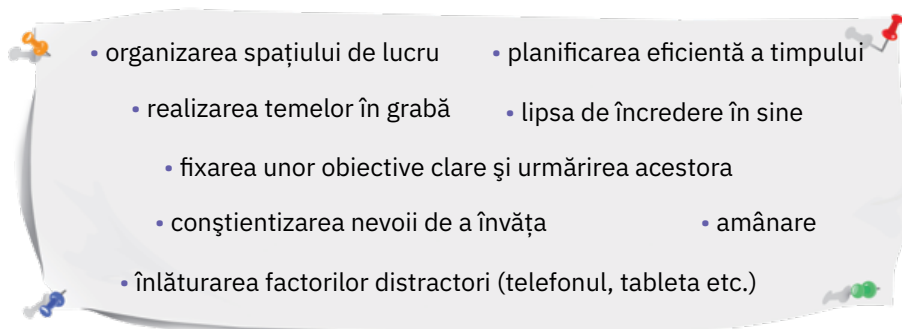 • organizarea spațiului de lucru • planificarea eficientă a timpului
• realizarea temelor în grabă • lipsa de încredere în sine
• fixarea unor obiective clare şi urmărirea acestora
• conştientizarea nevoii de a învăța • amânare
• înlăturarea factorilor distractori (telefonul, tableta etc.)